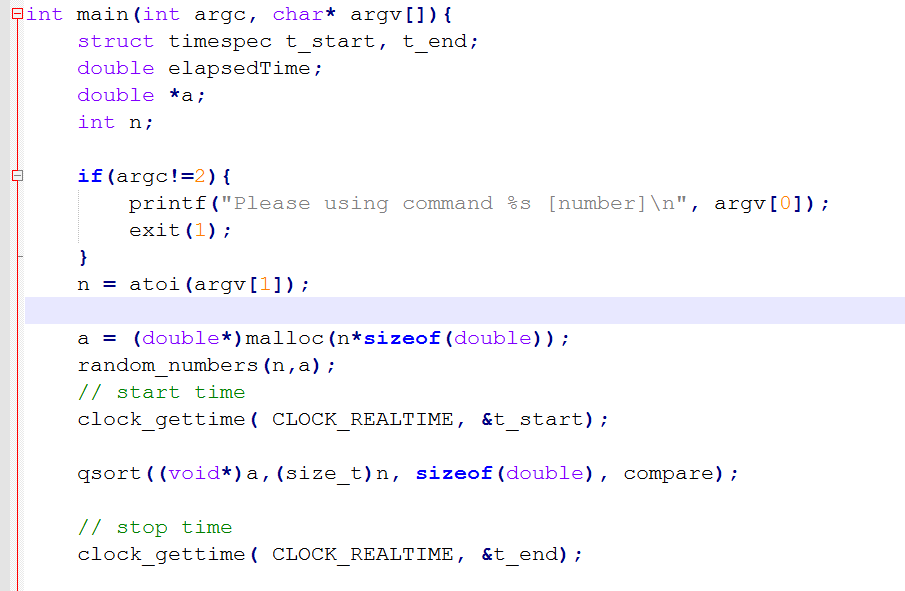 int main(int argc, char* argv[]){
struct timespec t_start, t_end;
double elapsedTime;
double *a;
int n;
if(argc!=2){
printf("Please using command %s [number]\n", argv[0]);
exit(1);
}
n = atoi(argv[1]);
a = (double*)malloc(n*sizeof(double));
random_numbers(n,a);
// start time
clock_gettime( CLOCK_REALTIME, &t_start);
qsort((void*)a,(size_t)n, sizeof(double), compare);
// stop time
clock_gettime( CLOCK_REALTIME, &t_end);